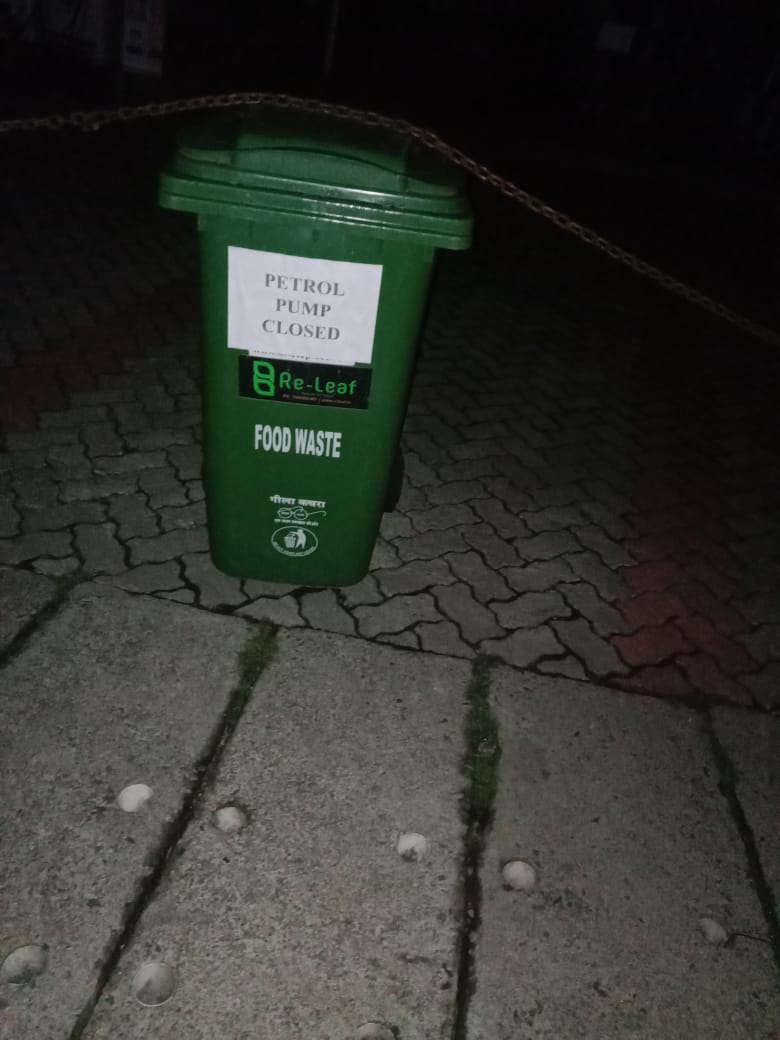 PETROL
PUMP
CLOSED
Re-Leaf
FOOD WASTE
गीला कचरा